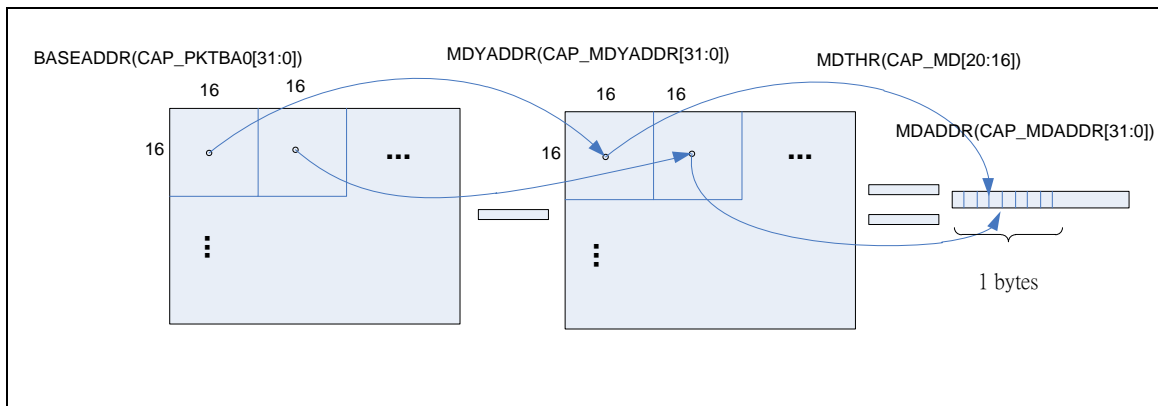 BASEADDR(CAP_PKTBA0[31:0])
MDYADDR(CAP_MDYADDR[31:0])
MDTHR(CAP_MD[20:16])
16 16
16 16
MDADDR(CAP_MDADDR[31:0])
16
16
...
...
...
...
1 bytes